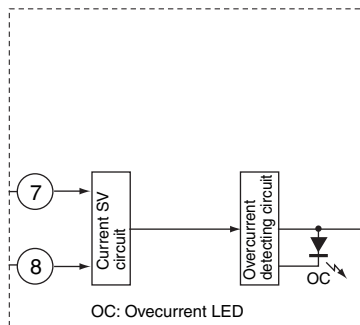 7
8
Current SV
circuit
Overcurrent
detecting circuit
OC
OC: Ovecurrent LED